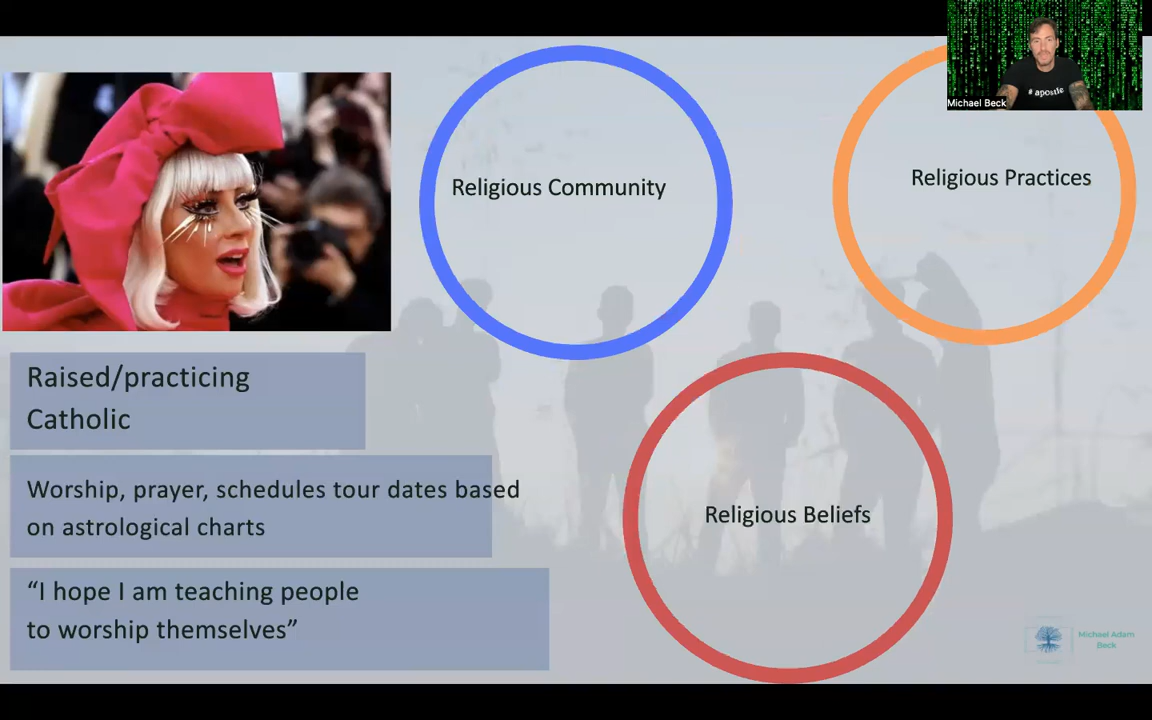 # apostle
Michael Beck
Religious Community
Religious Practices
Raised/practicing
Catholic
Worship, prayer, schedules tour dates based
on astrological charts
Religious Beliefs
“I hope I am teaching people
to worship themselves”
Michael Adam
Beck